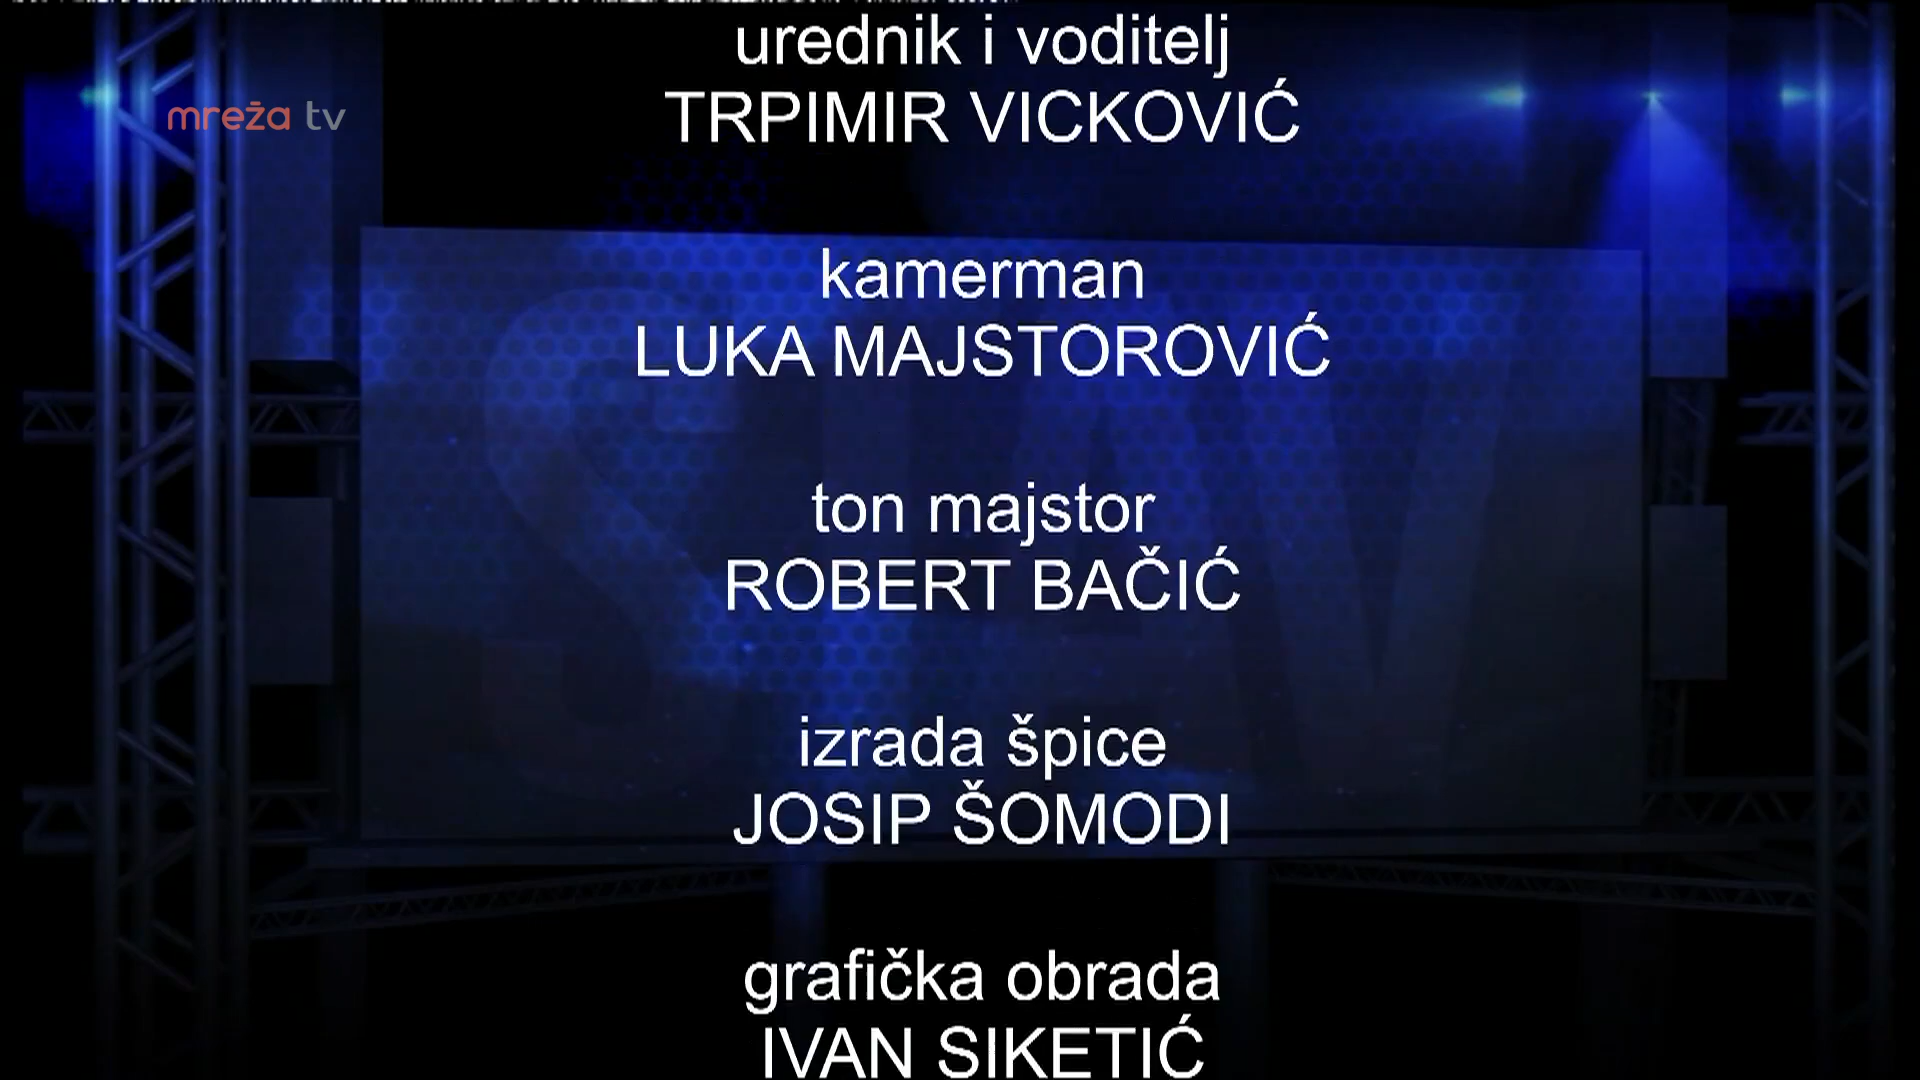 mreža tv
urednik i voditelj
TRPIMIR VICKOVIĆ
kamerman
LUKA MAJSTOROVIĆ
ton majstor
ROBERT BAČIĆ
izrada špice
JOSIP ŠOMODI
grafička obrada
IVAN SIKETIĆ
STAV